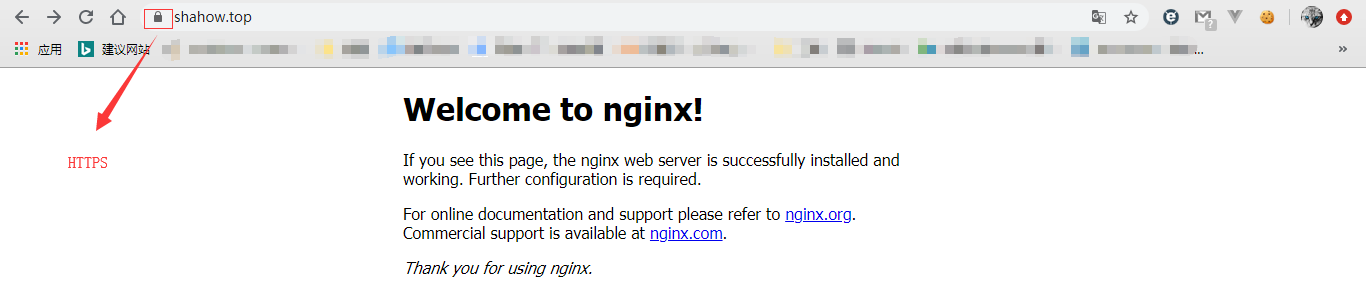 shahow.top
应用 建议网站
Welcome to nginx!
HTTPS
If you see this page, the nginx web server is successfully installed and
working. Further configuration is required.
For online documentation and support please refer to nginx.org.
Commercial support is available at nginx.com.
Thank you for using nginx.